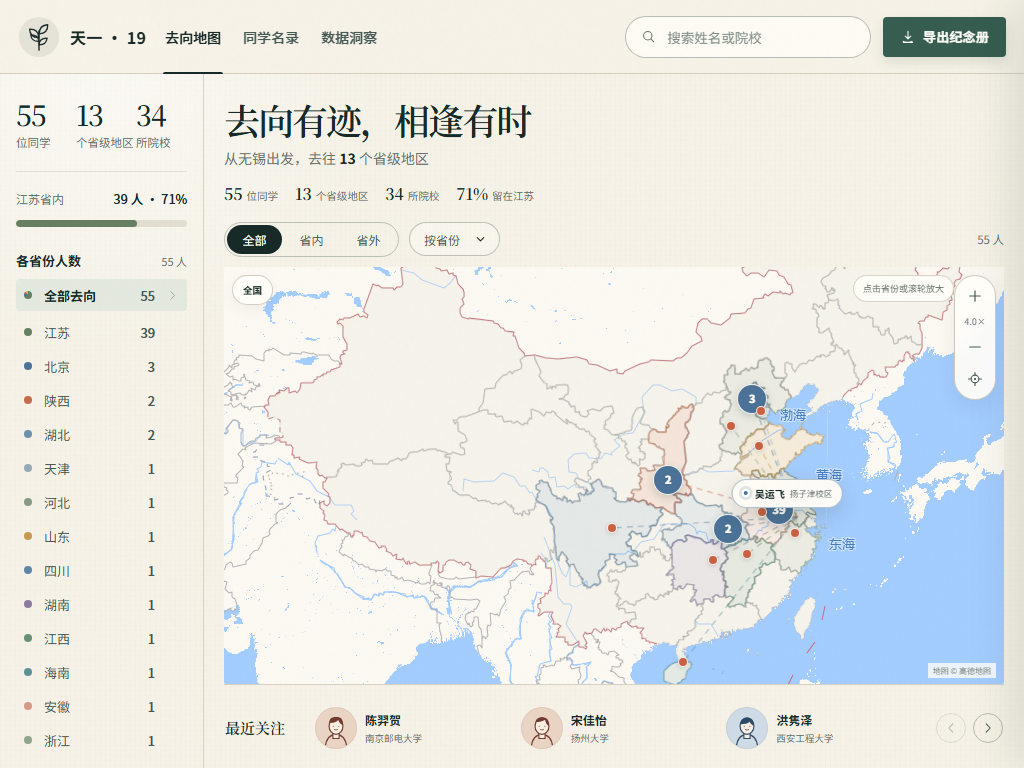 天一 · 19
去向地图
同学名录
数据洞察
搜索姓名或院校
导出纪念册
55
13
34
位同学
个省级地区
所院校
江苏省内
39 人 · 71%
各省份人数
55 人
全部去向 55
江苏 39
北京 3
陕西 2
湖北 2
天津 1
河北 1
山东 1
四川 1
湖南 1
江西 1
海南 1
安徽 1
浙江 1
去向有迹，相逢有时
从无锡出发，去往 13 个省级地区
55 位同学 13 个省级地区 34 所院校 71% 留在江苏
全部
省内
省外
按省份
55 人
全国
点击省份或滚轮放大
4.0×
3
渤海
黄海
2
吴运飞 扬子津校区
39
2
东海
地图 © 高德地图
最近关注
陈羿贺
南京邮电大学
宋佳怡
扬州大学
洪隽泽
西安工程大学